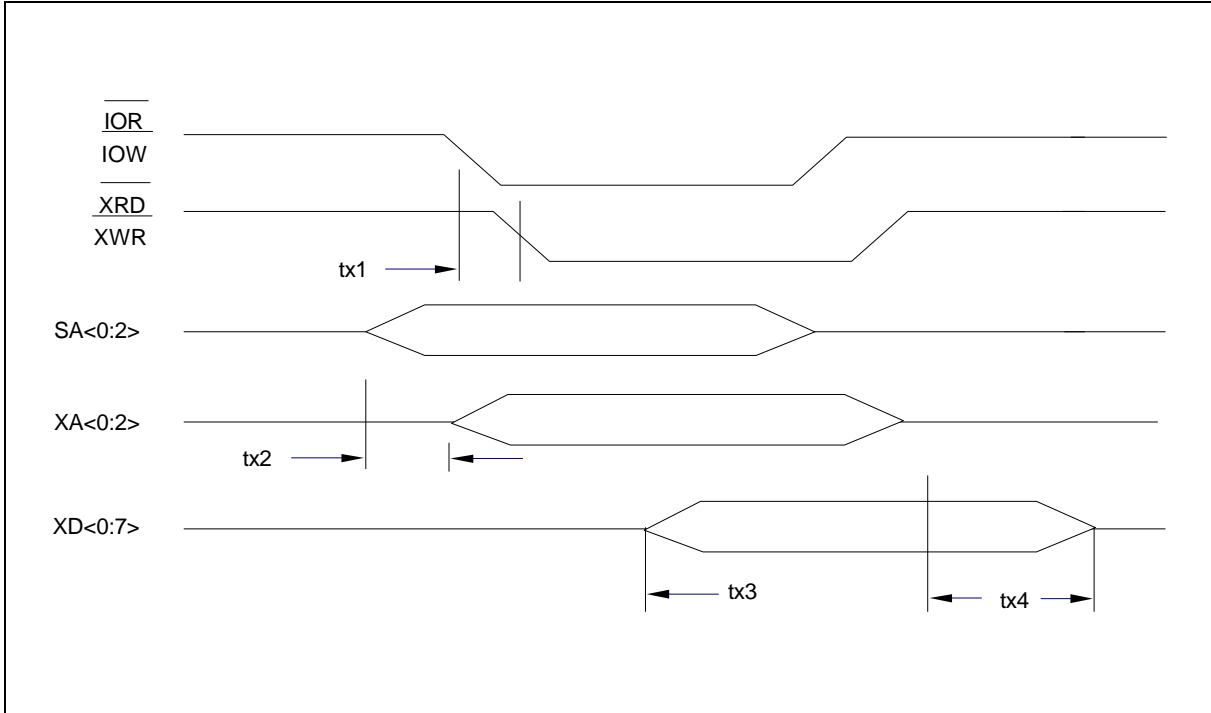 IOR
IOW
XRD
XWR
tx1
SA<0:2>
XA<0:2>
tx2
XD<0:7>
tx3
tx4